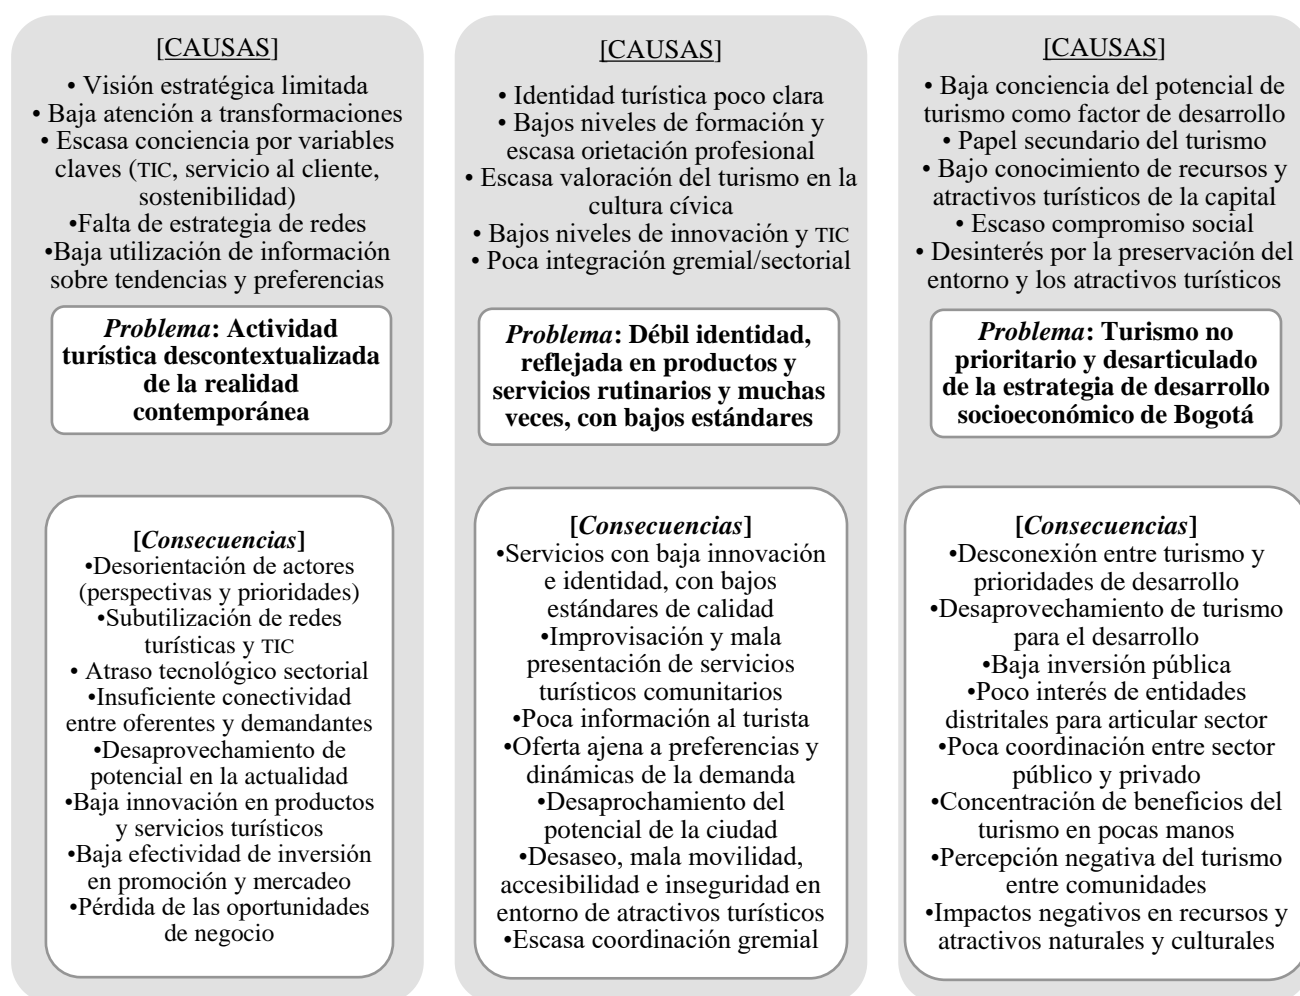 [CAUSAS]
• Visión estratégica limitada
• Baja atención a transformaciones
• Escasa conciencia por variables
claves (TIC, servicio al cliente,
sostenibilidad)
•Falta de estrategia de redes
•Baja utilización de información
sobre tendencias y preferencias
Problema: Actividad
turística descontextualizada
de la realidad
contemporánea
[Consecuencias]
•Desorientación de actores
(perspectivas y prioridades)
•Subutilización de redes
turísticas y TIC
• Atraso tecnológico sectorial
•Insuficiente conectividad
entre oferentes y demandantes
•Desaprovechamiento de
potencial en la actualidad
•Baja innovación en productos
y servicios turísticos
•Baja efectividad de inversión
en promoción y mercadeo
•Pérdida de las oportunidades
de negocio
[CAUSAS]
• Identidad turística poco clara
• Bajos niveles de formación y
escasa orietación profesional
• Escasa valoración del turismo en la
cultura cívica
• Bajos niveles de innovación y TIC
• Poca integración gremial/sectorial
Problema: Débil identidad,
reflejada en productos y
servicios rutinarios y muchas
veces, con bajos estándares
[Consecuencias]
•Servicios con baja innovación
e identidad, con bajos
estándares de calidad
•Improvisación y mala
presentación de servicios
turísticos comunitarios
•Poca información al turista
•Oferta ajena a preferencias y
dinámicas de la demanda
•Desaprochamiento del
potencial de la ciudad
•Desaseo, mala movilidad,
accesibilidad e inseguridad en
entorno de atractivos turísticos
•Escasa coordinación gremial
[CAUSAS]
• Baja conciencia del potencial de
turismo como factor de desarrollo
• Papel secundario del turismo
• Bajo conocimiento de recursos y
atractivos turísticos de la capital
• Escaso compromiso social
• Desinterés por la preservación del
entorno y los atractivos turísticos
Problema: Turismo no
prioritario y desarticulado
de la estrategia de desarrollo
socioeconómico de Bogotá
[Consecuencias]
•Desconexión entre turismo y
prioridades de desarrollo
•Desaprovechamiento de turismo
para el desarrollo
•Baja inversión pública
•Poco interés de entidades
distritales para articular sector
•Poca coordinación entre sector
público y privado
•Concentración de beneficios del
turismo en pocas manos
•Percepción negativa del turismo
entre comunidades
•Impactos negativos en recursos y
atractivos naturales y culturales